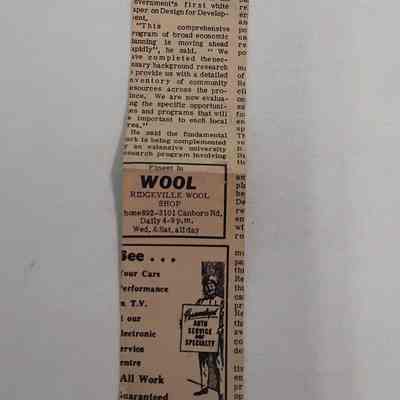 overnment's first white
aper on Design for Develop-
ent.
"This comprehensive
rogram of broad economic
lanning is moving ahead
apidly", he said. "We
ave completed the nec-
ssary background research
o provide us with a detailed
nventory of community
esources across the pro-
ince. We are now evalua-
ng the specific opportuni-
es and programs that will
e important to each local
rea."
He said the fundamental
ork is being complemented
y an extensive university
esearch program involving
Finest in
WOOL
RIDGEVILLE WOOL
SHOP
hone 892-3101 Canboro Rd.
Daily 4-9 p.m.
Wed. & Sat. all day
See . . .
Your Cars
erformance
n T.V.
t our
lectronic
ervice
entre
All Work
uaranteed
AUTO
SERVICE
our
SPECIALTY